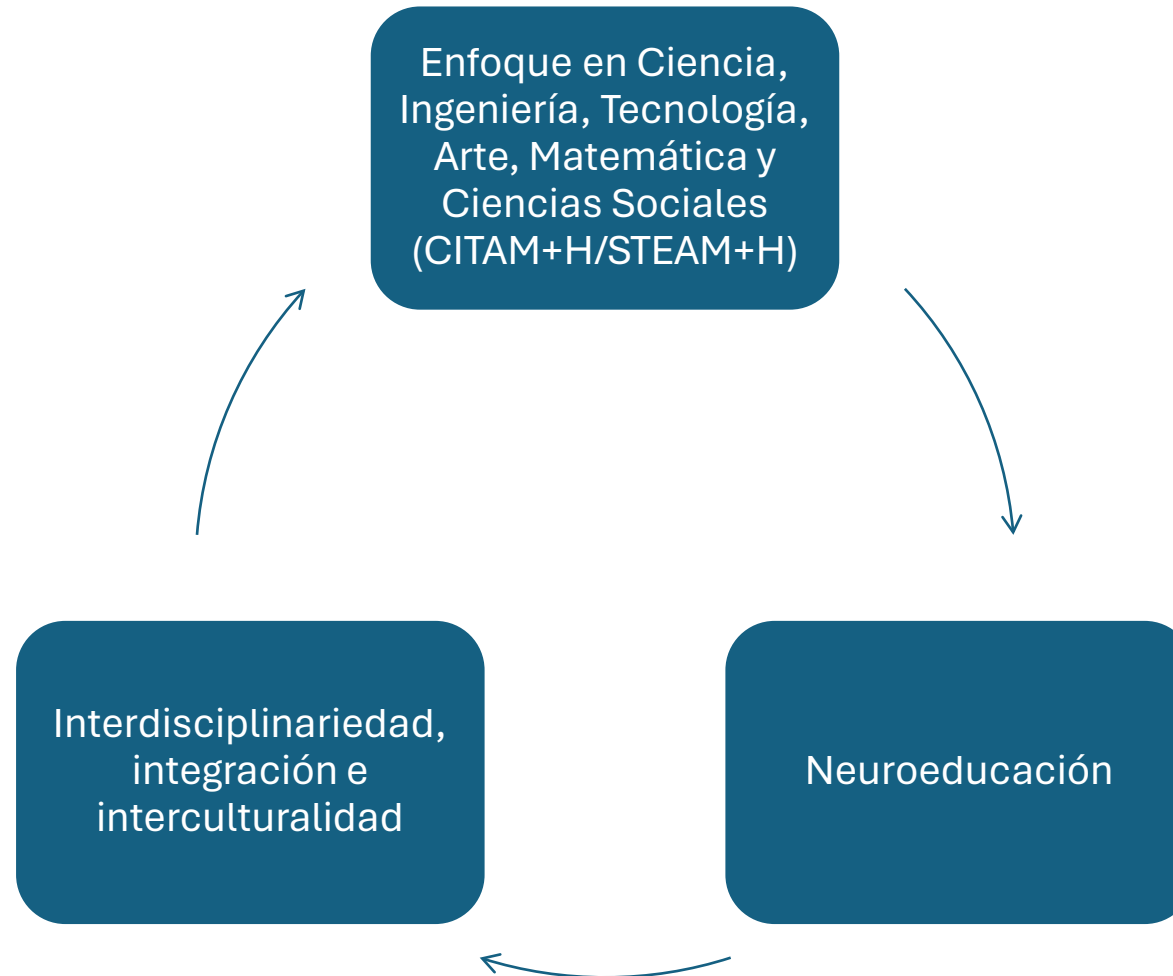 Enfoque en Ciencia,
Ingeniería, Tecnología,
Arte, Matemática y
Ciencias Sociales
(CITAM+H/STEAM+H)
Interdisciplinariedad,
integración e
interculturalidad
Neuroeducación